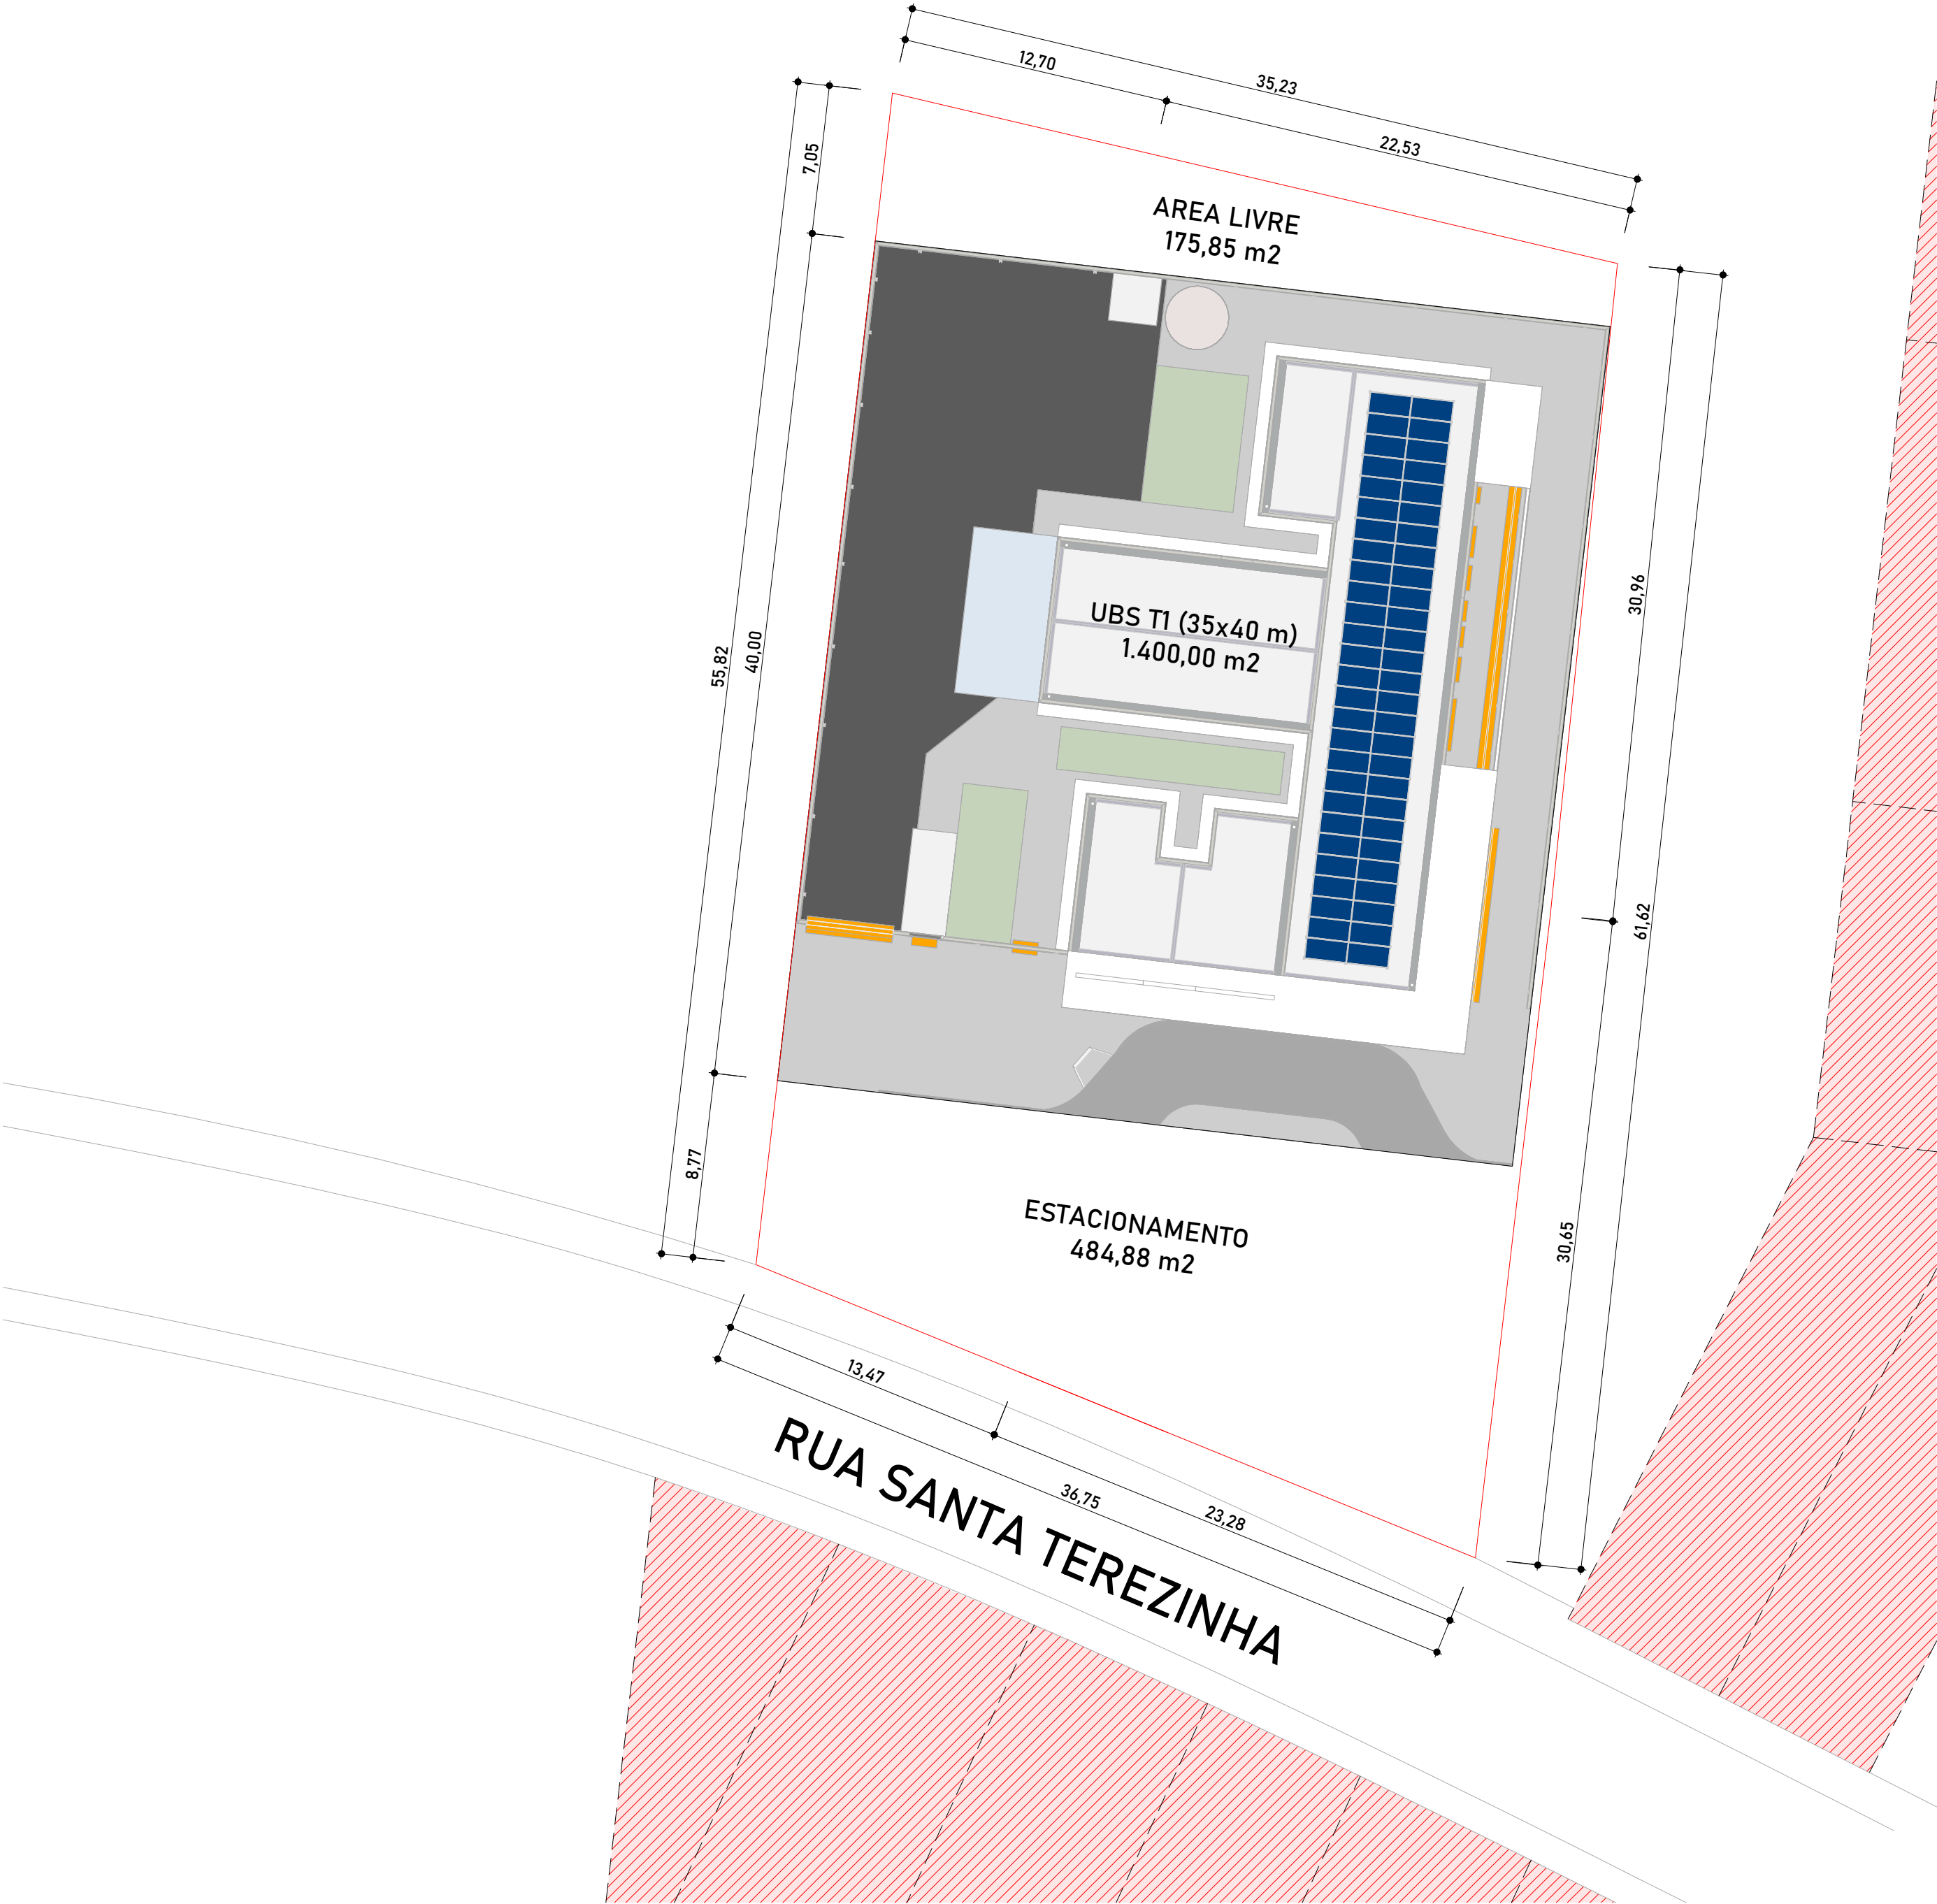 12,70
35,23
22,53
7,05
AREA LIVRE
175,85 m2
30,96
UBS T1 (35x40 m)
1.400,00 m2
55,82
40,00
61,62
8,77
ESTACIONAMENTO
484,88 m2
30,65
13,47
36,75
23,28
RUA SANTA TEREZINHA